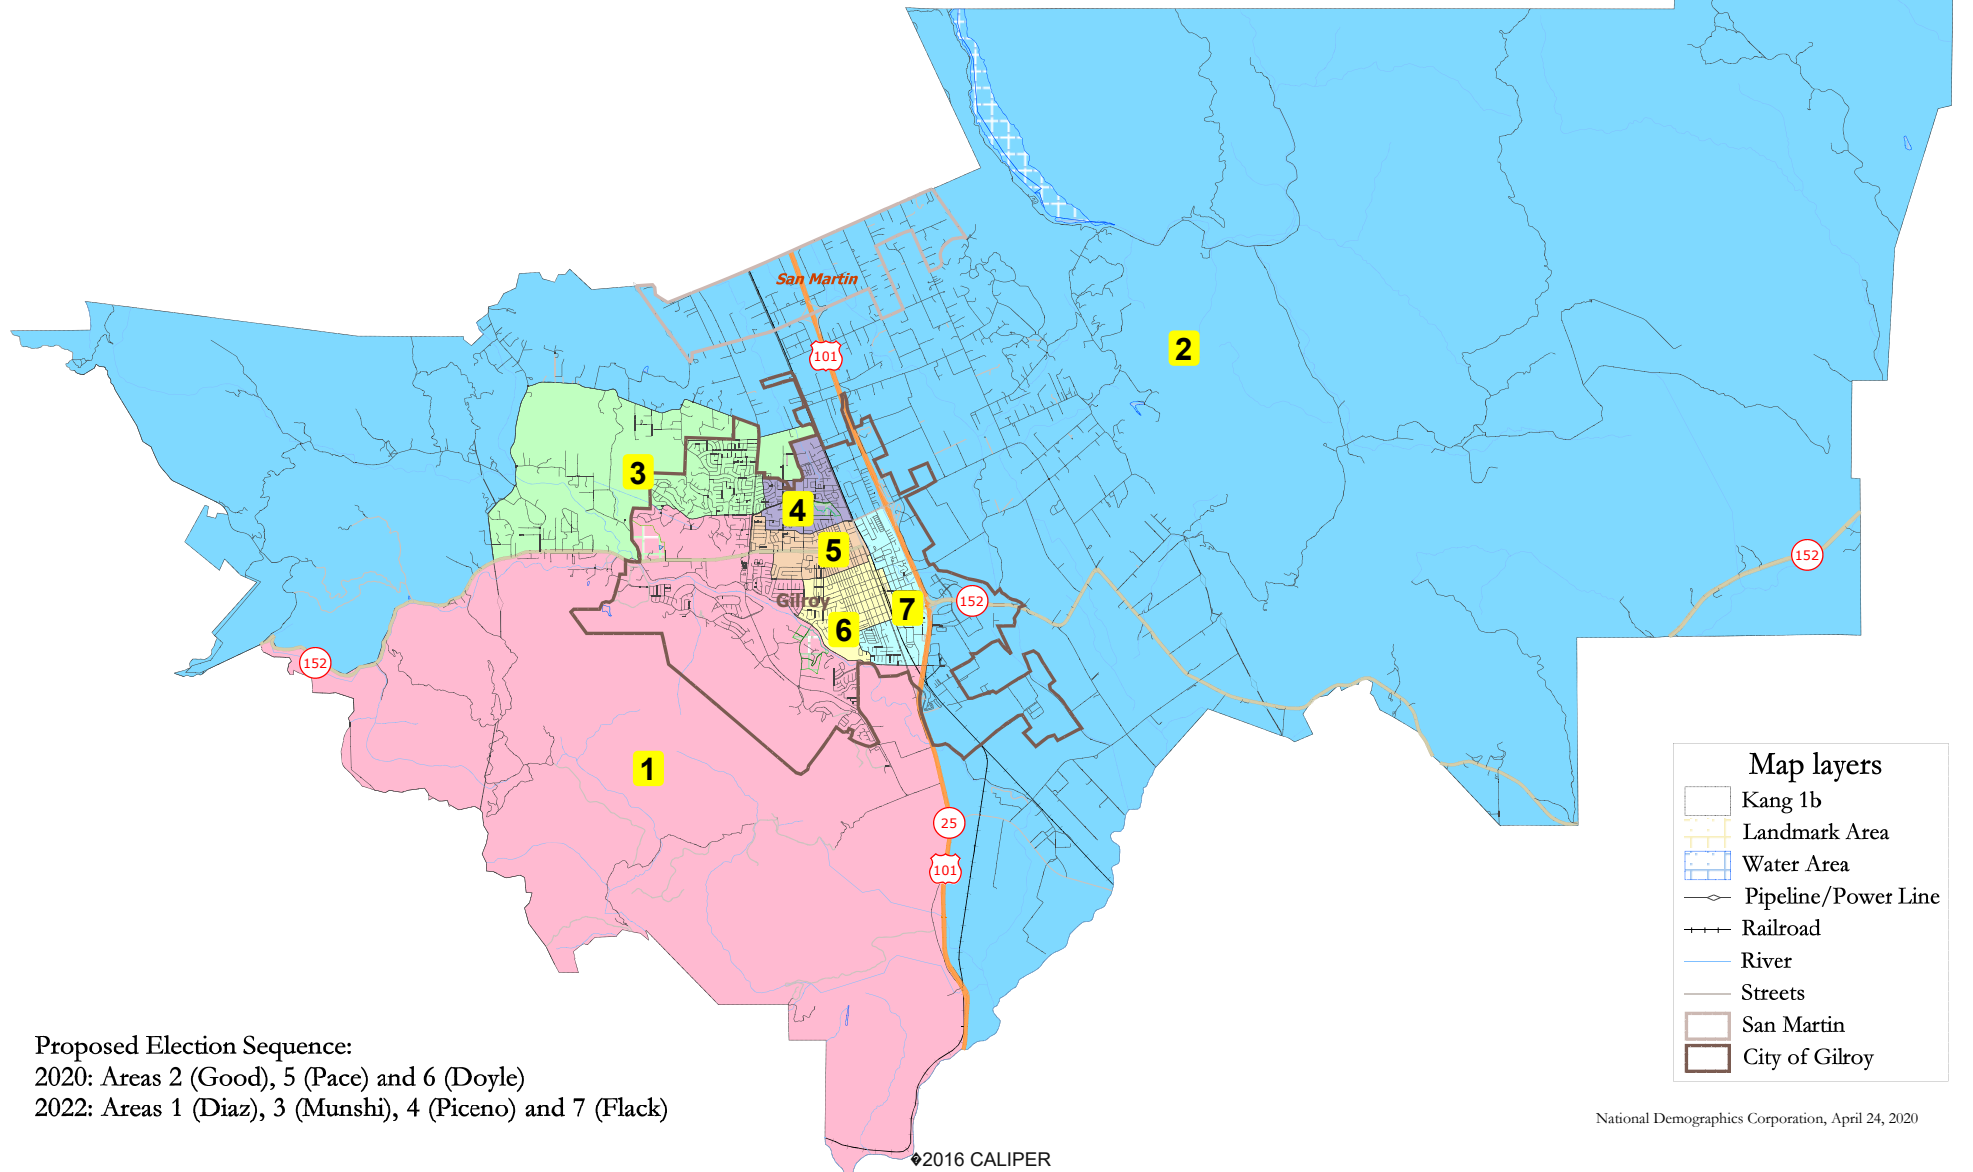 San Martin
101
2
3
4
5
152
Gilroy
7
152
6
152
1
25
101
Map layers
Kang 1b
Landmark Area
Water Area
Pipeline/Power Line
Railroad
River
Streets
San Martin
City of Gilroy
Proposed Election Sequence:
2020: Areas 2 (Good), 5 (Pace) and 6 (Doyle)
2022: Areas 1 (Diaz), 3 (Munshi), 4 (Piceno) and 7 (Flack)
National Demographics Corporation, April 24, 2020
�2016 CALIPER